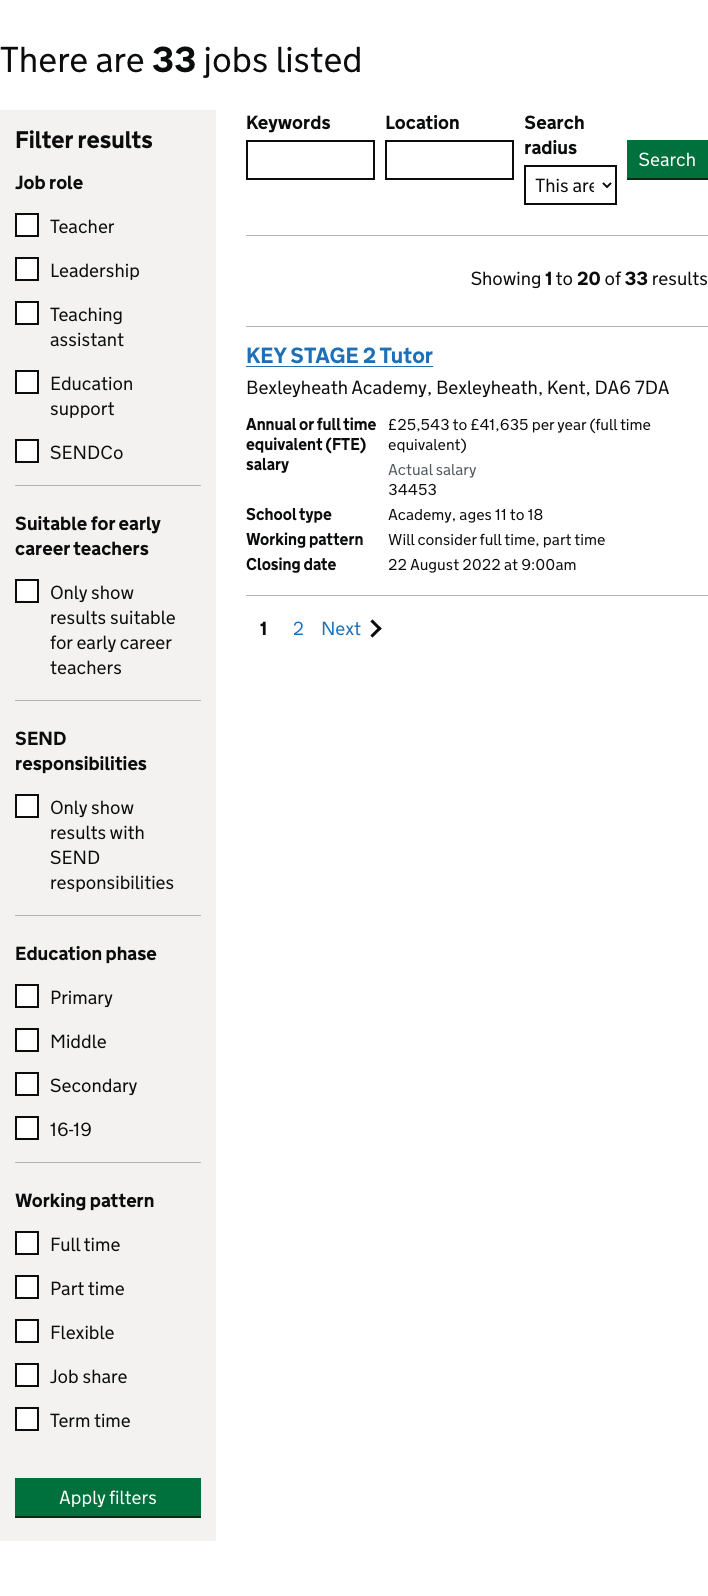 There are 33 jobs listed
Filter results
Job role
Teacher
Leadership
Teaching
assistant
Education
support
SENDCo
Suitable for early
career teachers
Only show
results suitable
for early career
teachers
SEND
responsibilities
Only show
results with
SEND
responsibilities
Education phase
Primary
Middle
Secondary
16-19
Working pattern
Full time
Part time
Flexible
Job share
Term time
Apply filters
Keywords
Location
Search
radius
This are
Search
Showing 1 to 20 of 33 results
KEY STAGE 2 Tutor
Bexleyheath Academy, Bexleyheath, Kent, DA6 7DA
Annual or full time
equivalent (FTE)
salary
£25,543 to £41,635 per year (full time
equivalent)
Actual salary
34453
School type
Academy, ages 11 to 18
Working pattern
Will consider full time, part time
Closing date
22 August 2022 at 9:00am
1 2 Next